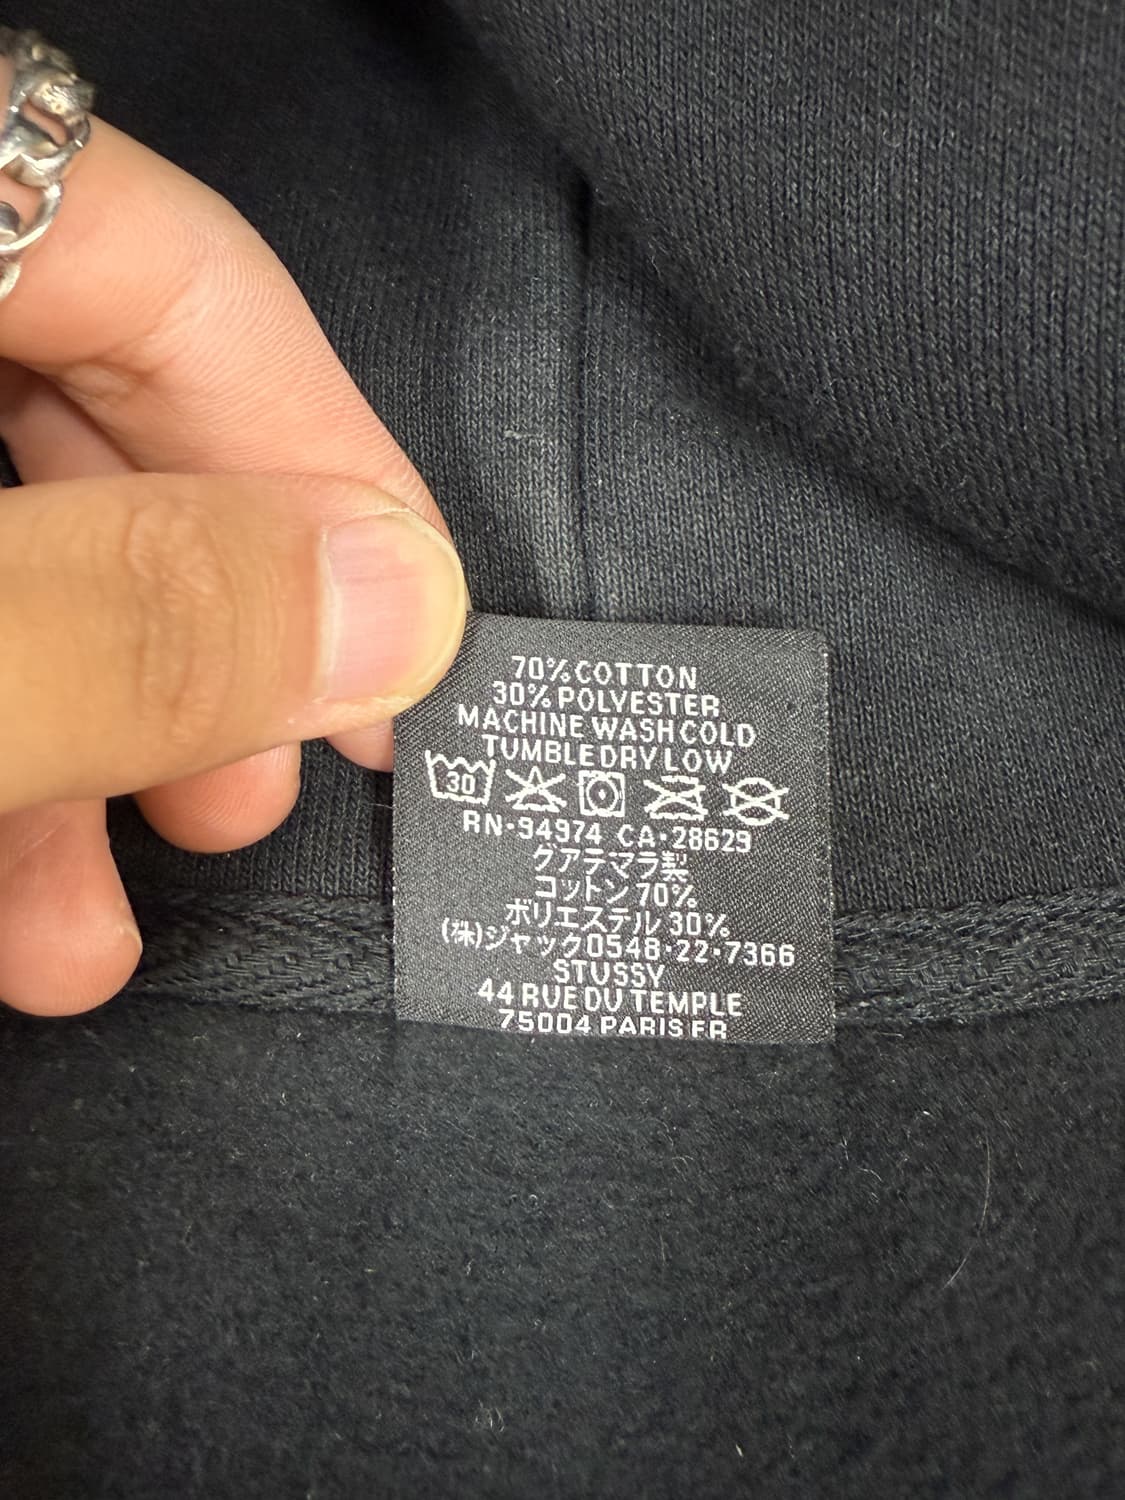 70% COTTON
30% POLYESTER
MACHINE WASH COLD
TUMBLE DRY LOW
30
RN-94974 CA-28629
グアテマラ製
コットン 70%
ポリエステル 30%
(株)ジャック0548-22-7366
STUSSY
44 RUE DU TEMPLE
75004 PARIS FR